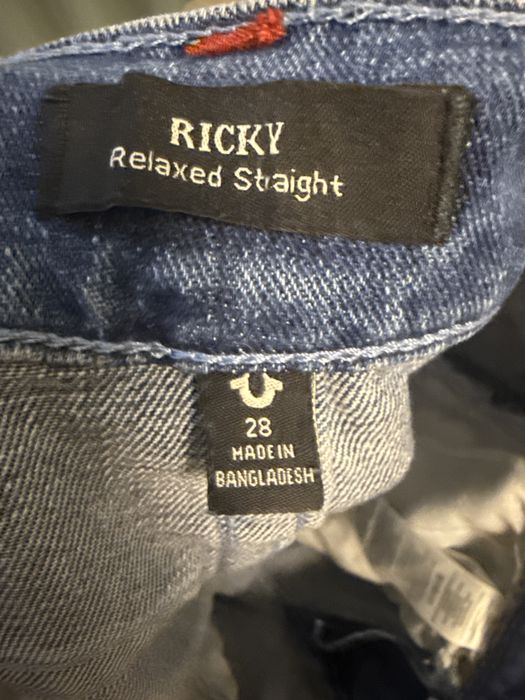 RICKY
Relaxed Straight
28
MADE IN
BANGLADESH